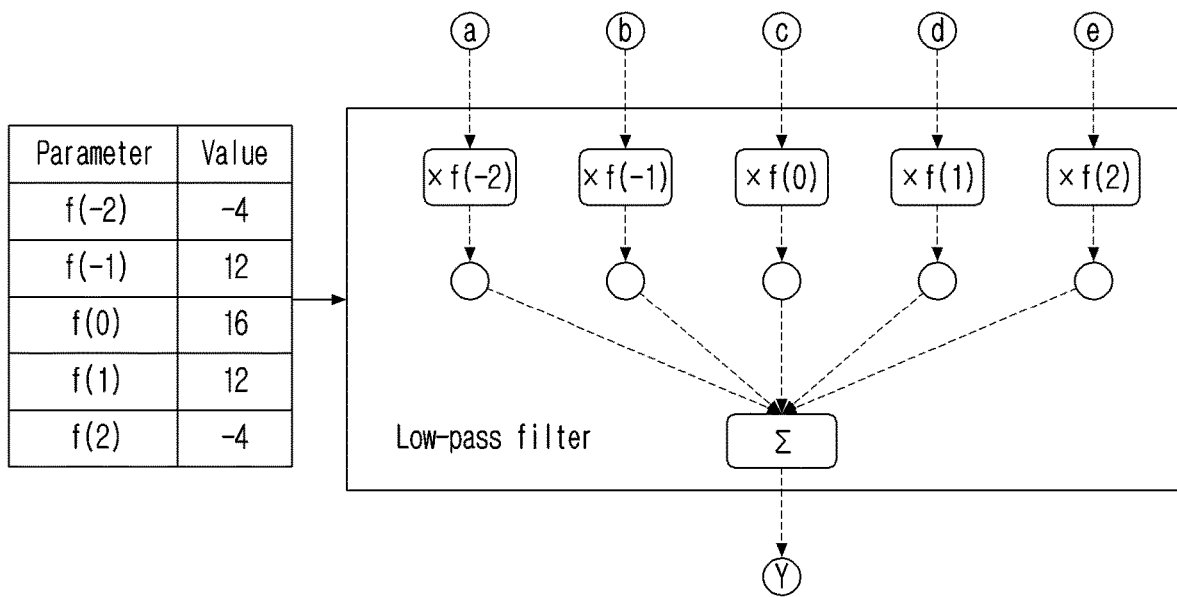 a b c d e
Parameter Value
f(-2) -4
f(-1) 12
f(0) 16
f(1) 12
f(2) -4
×f(-2) ×f(-1) ×f(0) ×f(1) ×f(2)
Low-pass filter
Σ
Y